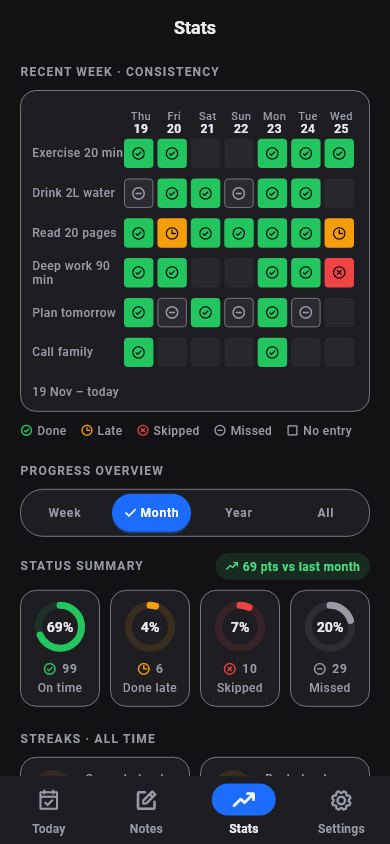 Stats
RECENT WEEK · CONSISTENCY
Thu Fri Sat Sun Mon Tue Wed
19 20 21 22 23 24 25
Exercise 20 min
Drink 2L water
Read 20 pages
Deep work 90
min
Plan tomorrow
Call family
19 Nov – today
Done Late Skipped Missed No entry
PROGRESS OVERVIEW
Week Month Year All
STATUS SUMMARY 69 pts vs last month
69% 4% 7% 20%
99 6 10 29
On time Done late Skipped Missed
STREAKS · ALL TIME
Today Notes Stats Settings